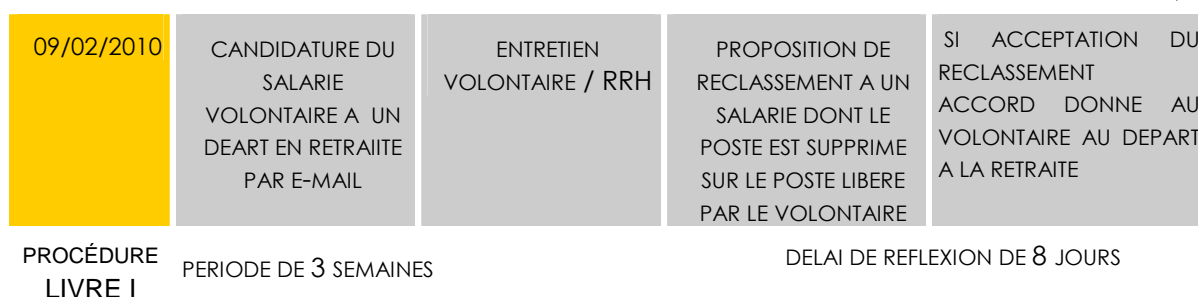 09/02/2010
CANDIDATURE DU
SALARIE
VOLONTAIRE A UN
DEART EN RETRAIITE
PAR E-MAIL
ENTRETIEN
VOLONTAIRE / RRH
PROPOSITION DE
RECLASSEMENT A UN
SALARIE DONT LE
POSTE EST SUPPRIME
SUR LE POSTE LIBERE
PAR LE VOLONTAIRE
SI ACCEPTATION DU
RECLASSEMENT
ACCORD DONNE AU
VOLONTAIRE AU DEPART
A LA RETRAITE
PROCÉDURE
LIVRE I
PERIODE DE 3 SEMAINES
DELAI DE REFLEXION DE 8 JOURS